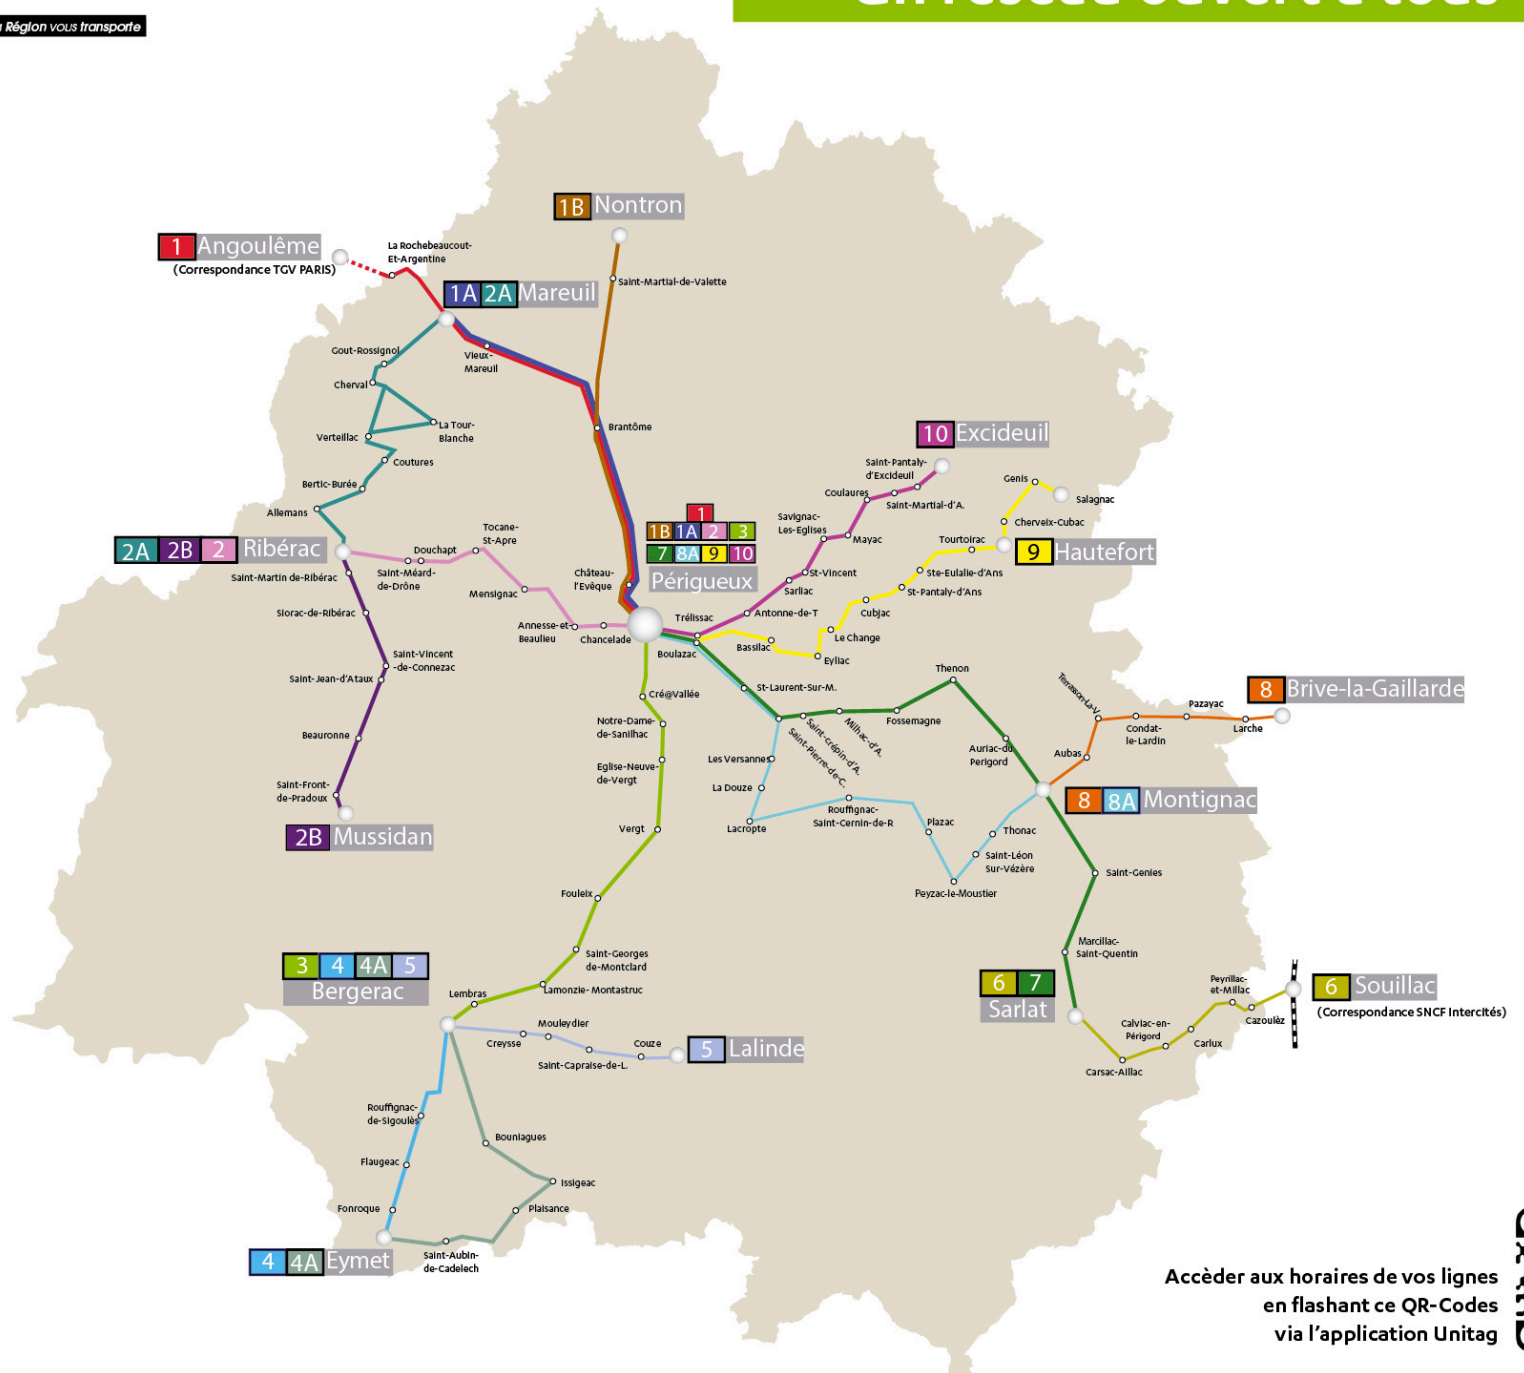 Région vous transporte
1B Nontron
1 Angoulême
(Correspondance TGV PARIS)
La Rochebeaucout-
Et-Argentine
Saint-Martial-de-Valette
1A 2A Mareuil
Gout-Rossignol
Vieux-
Mareuil
Cherval
Brantôme
La Tour-
Blanche
Verteillac
Coutures
Bertic-Burée
Allemans
10 Excideuil
Saint-Pantaly-
d'Excideuil
Coulaures
Saint-Martial-d'A.
Genis
Salagnac
Cherveix-Cubac
Savignac-
Les-Eglises
Mayac
Tourtoirac
9 Hautefort
1
1B 1A 2 3
7 8A 9 10
Périgueux
Tocane-
St-Apre
2A 2B 2 Ribérac
Douchapt
Saint-Méard-
de-Drône
Saint-Martin de-Ribérac
Mensignac
Château-
l'Evêque
St-Vincent
Sarliac
Ste-Eulalie-d'Ans
St-Pantaly-d'Ans
Siorac-de-Ribérac
Annesse-et-
Beaulieu
Chancelade
Trélissac
Antonne-de-T
Cubjac
Le Change
Boulazac
Bassilac
Eyliac
Saint-Vincent
-de-Connezac
Saint-Jean-d'Ataux
Cré@Vallée
St-Laurent-Sur-M.
Thenon
Terrasson-La-V.
8 Brive-la-Gaillarde
Pazayac
Notre-Dame-
de-Sanilhac
Saint-Pierre-de-C.
Saint-Crépin-d'A.
Milhac-d'A.
Fossemagne
Condat-
le-Lardin
Larche
Beauronne
Eglise-Neuve-
de-Vergt
Les Versannes
Auriac-du
Perigord
Aubas
Saint-Front-
de-Pradoux
La Douze
8 8A Montignac
2B Mussidan
Vergt
Lacropte
Rouffignac-
Saint-Cernin-de-R
Plazac
Thonac
Saint-Léon
Sur-Vézère
Peyzac-le-Moustier
Saint-Genies
Fouleix
Saint-Georges
de-Montclard
Marcillac-
Saint-Quentin
3 4 4A 5
Bergerac
Lembras
Lamonzie- Montastruc
6 7
Sarlat
Peyrillac-
et-Millac
6 Souillac
(Correspondance SNCF Intercités)
Cazoulèz
Mouleydier
Creysse
Saint-Capraise-de-L.
Couze
5 Lalinde
Calviac-en-
Périgord
Carlux
Carsac-Aillac
Rouffignac-
de-Sigoulès
Bouniagues
Flaugeac
Issigeac
Fonroque
Plaisance
4 4A Eymet
Saint-Aubin-
de-Cadelech
Accèder aux horaires de vos lignes
en flashant ce QR-Codes
via l'application Unitag